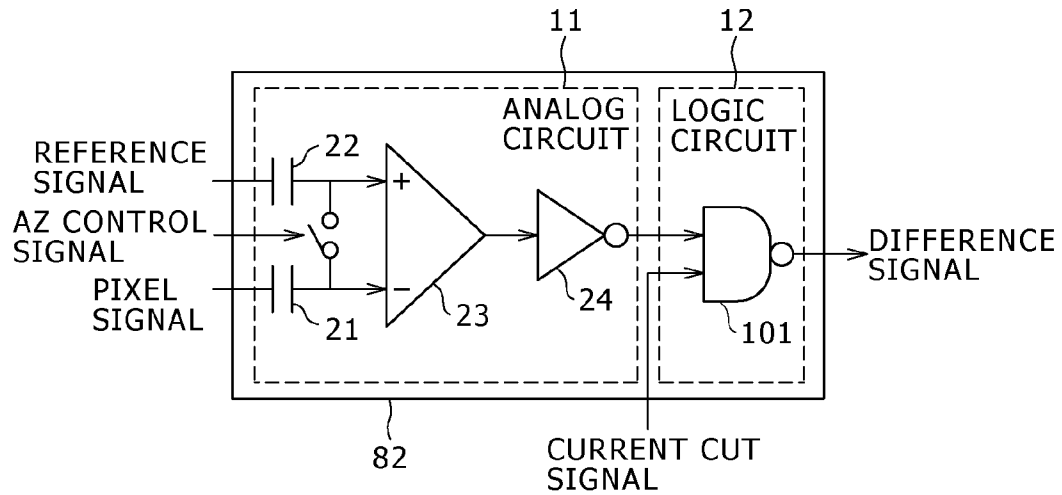 11
12
ANALOG
CIRCUIT
LOGIC
CIRCUIT
REFERENCE
SIGNAL
22
+
AZ CONTROL
SIGNAL
DIFFERENCE
SIGNAL
PIXEL
SIGNAL
−
21
23
24
101
82
CURRENT CUT
SIGNAL